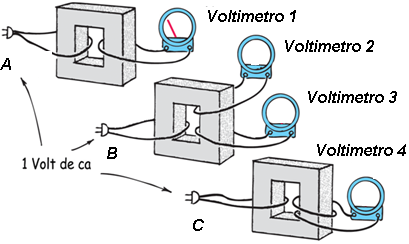 Voltimetro 1
A
Voltimetro 2
Voltimetro 3
B
1 Volt de ca
Voltimetro 4
C